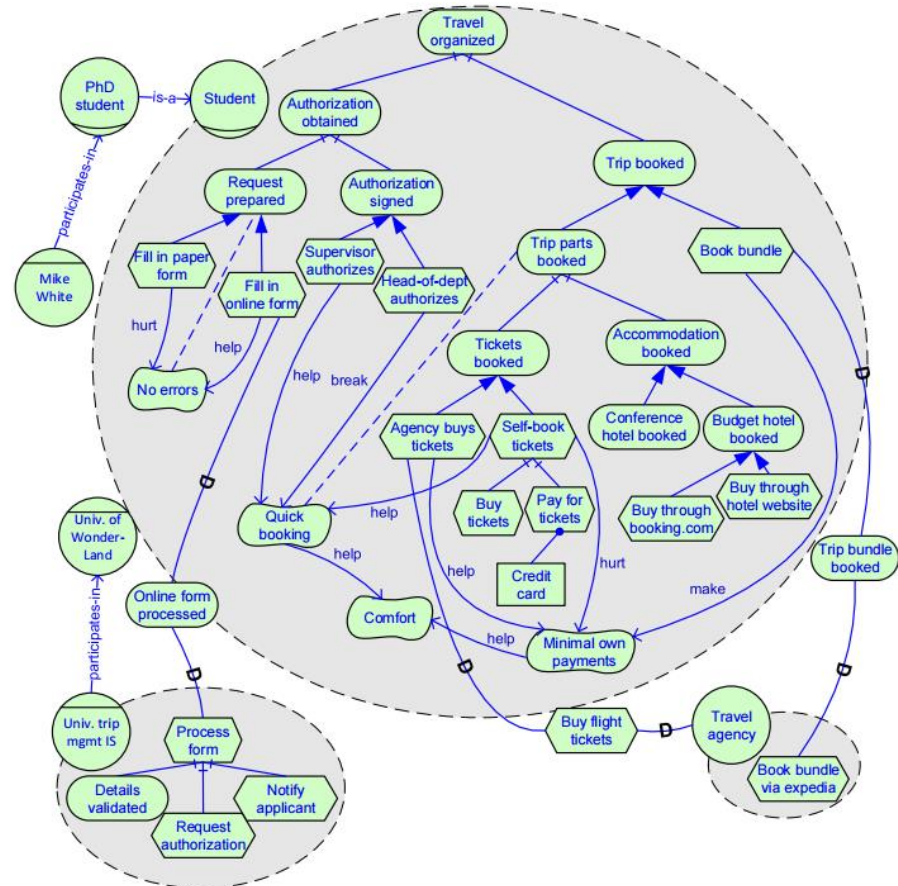 Travel
organized
PhD
student
is-a
Student
Authorization
obtained
Trip booked
participates-in
Request
prepared
Authorization
signed
Mike
White
Fill in paper
form
Fill in
online form
Supervisor
authorizes
Head-of-dept
authorizes
Trip parts
booked
Book bundle
hurt
help
No errors
help
break
Tickets
booked
Accommodation
booked
D
Agency buys
tickets
Self-book
tickets
Conference
hotel booked
Budget hotel
booked
D
Buy
tickets
Pay for
tickets
Buy through
booking.com
Buy through
hotel website
Univ. of
Wonder-
Land
Quick
booking
help
help
help
Credit
card
hurt
make
Trip bundle
booked
participates-in
Online form
processed
Comfort
help
Minimal own
payments
D
D
D
Univ. trip
mgmt IS
Process
form
Buy flight
tickets
D
Travel
agency
Details
validated
Notify
applicant
Request
authorization
Book bundle
via expedia